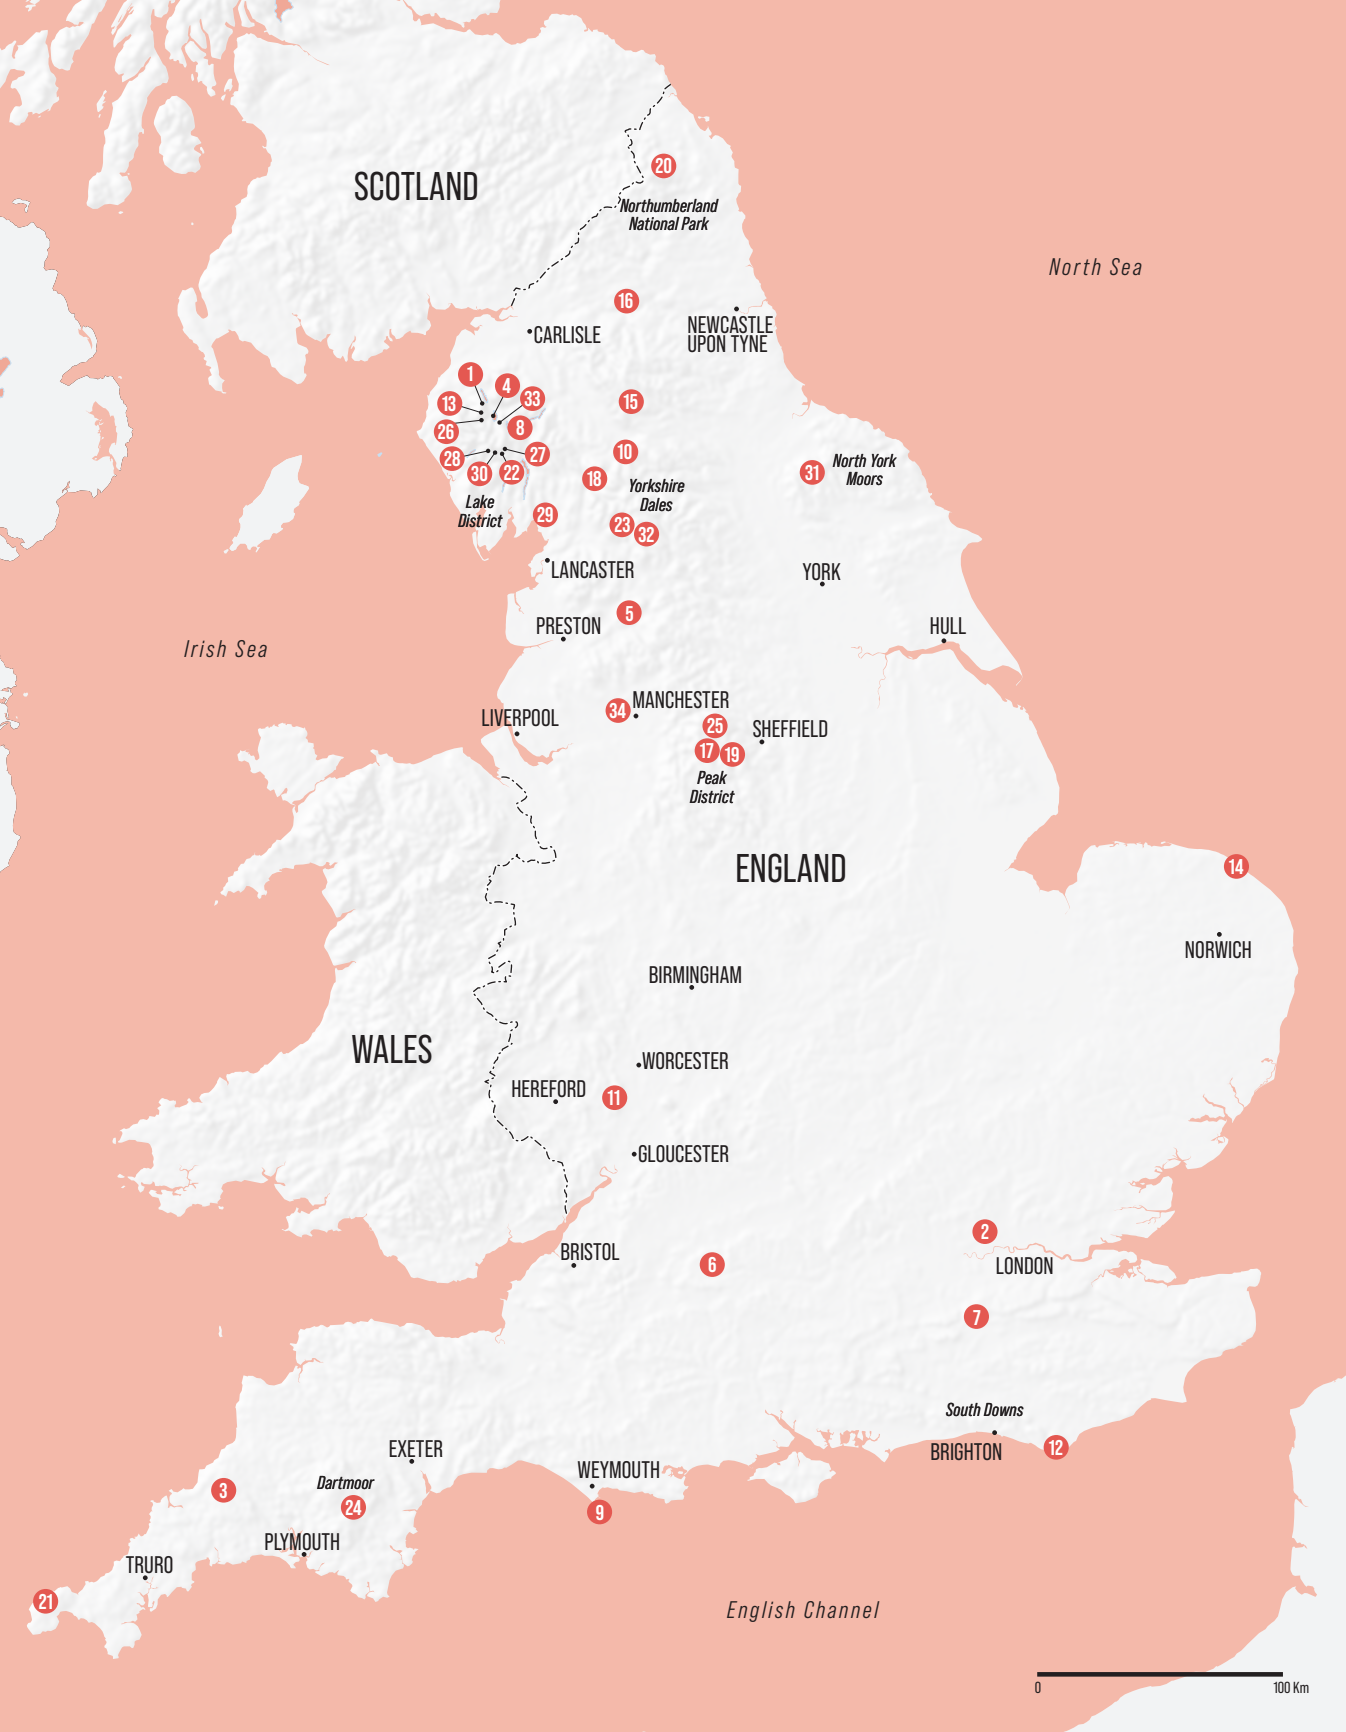 20
SCOTLAND
Northumberland
National Park
North Sea
16
NEWCASTLE
UPON TYNE
CARLISLE
1
4
33
13
15
26
8
10
28
27
30
22
18
31
North York
Moors
Yorkshire
Dales
Lake
District
29
23
32
LANCASTER
YORK
5
PRESTON
HULL
Irish Sea
34
MANCHESTER
LIVERPOOL
25
SHEFFIELD
17
19
Peak
District
ENGLAND
14
NORWICH
BIRMINGHAM
WALES
WORCESTER
HEREFORD
11
GLOUCESTER
2
BRISTOL
6
LONDON
7
South Downs
EXETER
BRIGHTON
12
WEYMOUTH
3
Dartmoor
24
9
PLYMOUTH
TRURO
21
English Channel
0
100 Km